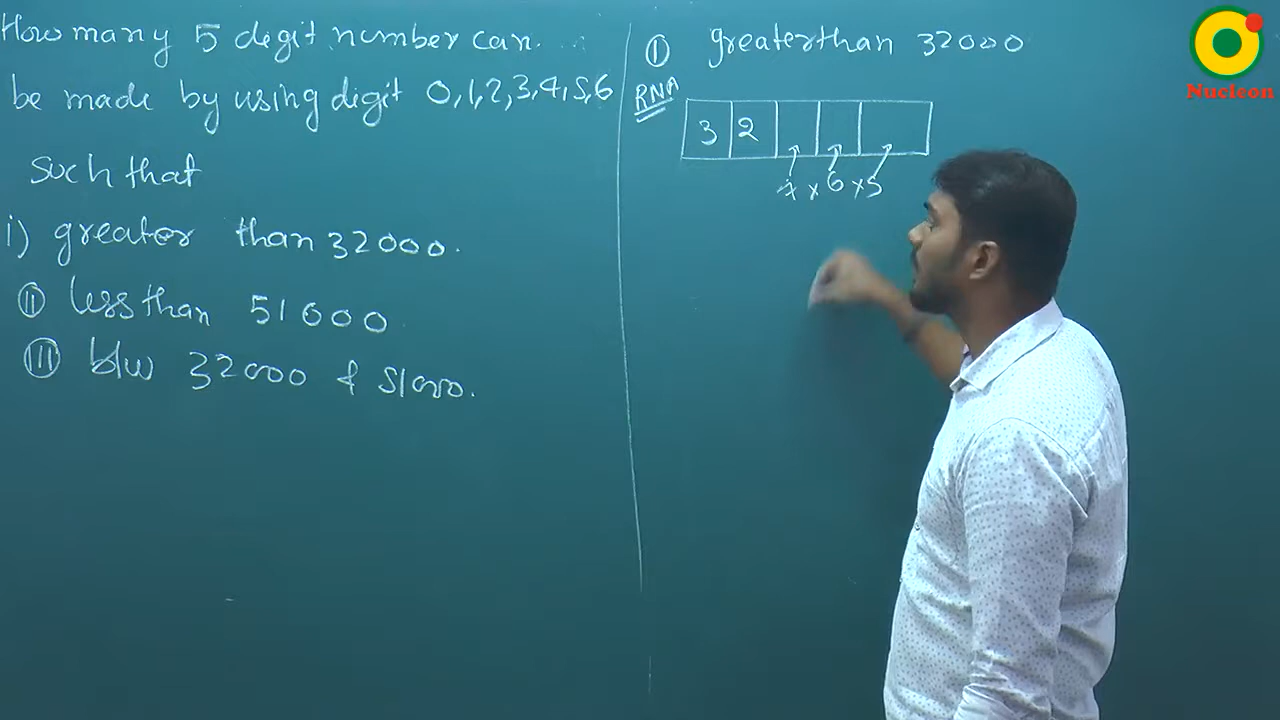 How many 5 digit number can
be made by using digit 0,1,2,3,4,5,6
such that
i) greater than 32000.
(ii) less than 51000
(iii) b/w 32000 & 51000.
(i) greater than 32000
RNA
3 2
7 x 6 x 5
Nucleon